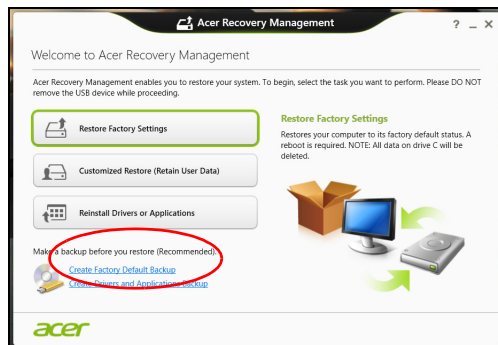 Acer Recovery Management
Welcome to Acer Recovery Management
Acer Recovery Management enables you to restore your system. To begin, select the task you want to perform. Please DO NOT
remove the USB device while proceeding.
Restore Factory Settings
Customized Restore (Retain User Data)
Reinstall Drivers or Applications
Restore Factory Settings
Restores your computer to its factory default status. A
reboot is required. NOTE: All data on drive C will be
deleted.
Make a backup before you restore (Recommended).
Create Factory Default Backup
Create Drivers and Applications Backup
acer